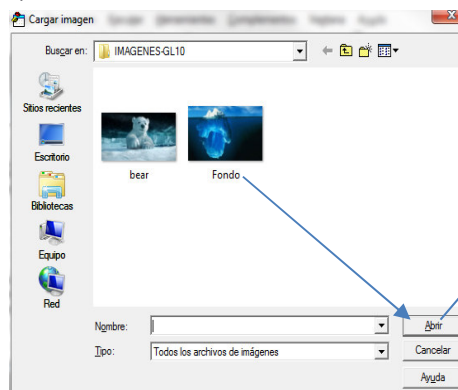 Cargar imagen
Buscar en: IMAGENES-GL10
Sitios recientes
Escritorio
Bibliotecas
Equipo
Red
bear
Fondo
Nombre:
Abrir
Tipo: Todos los archivos de imágenes
Cancelar
Ayuda